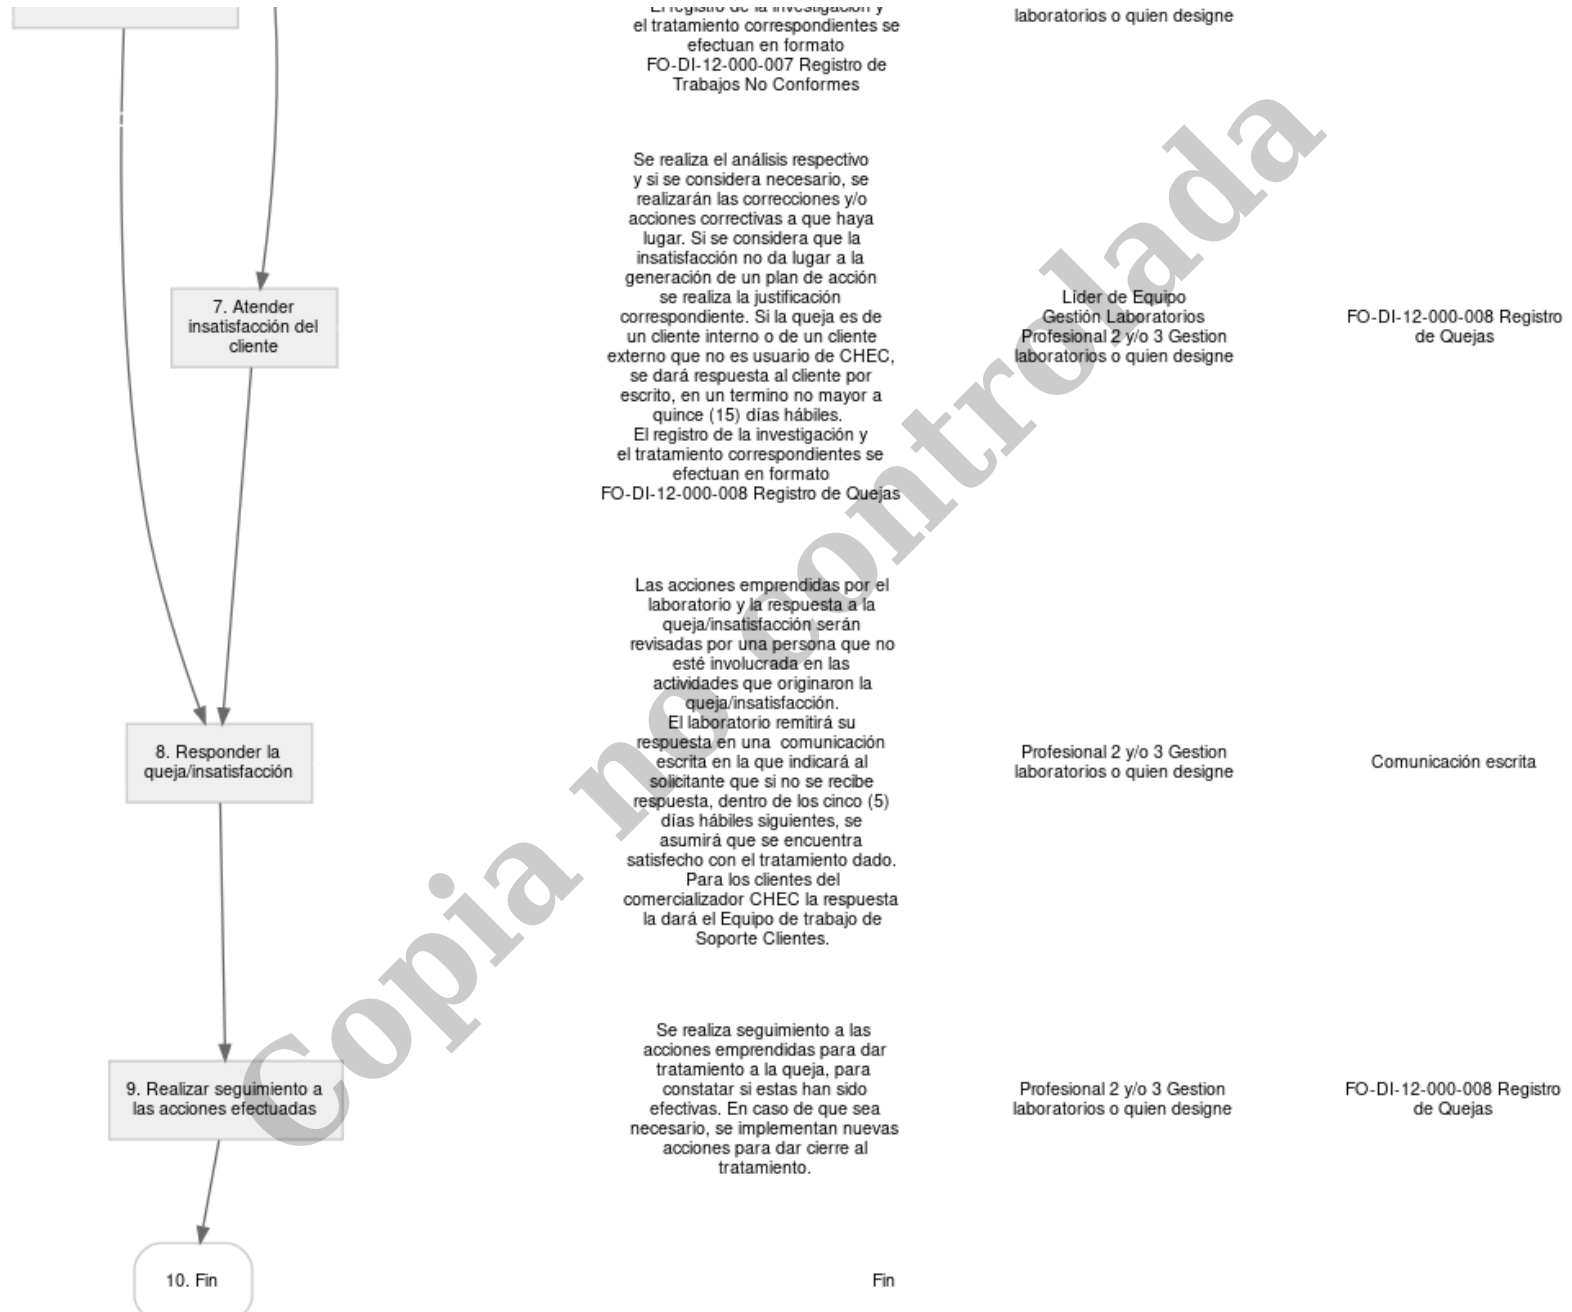 El registro de la investigación y
el tratamiento correspondientes se
efectuan en formato
FO-DI-12-000-007 Registro de
Trabajos No Conformes
laboratorios o quien designe
7. Atender
insatisfacción del
cliente
Se realiza el análisis respectivo
y si se considera necesario, se
realizarán las correcciones y/o
acciones correctivas a que haya
lugar. Si se considera que la
insatisfacción no da lugar a la
generación de un plan de acción
se realiza la justificación
correspondiente. Si la queja es de
un cliente interno o de un cliente
externo que no es usuario de CHEC,
se dará respuesta al cliente por
escrito, en un termino no mayor a
quince (15) días hábiles.
El registro de la investigación y
el tratamiento correspondientes se
efectuan en formato
FO-DI-12-000-008 Registro de Quejas
Líder de Equipo
Gestión Laboratorios
Profesional 2 y/o 3 Gestion
laboratorios o quien designe
FO-DI-12-000-008 Registro
de Quejas
8. Responder la
queja/insatisfacción
Las acciones emprendidas por el
laboratorio y la respuesta a la
queja/insatisfacción serán
revisadas por una persona que no
esté involucrada en las
actividades que originaron la
queja/insatisfacción.
El laboratorio remitirá su
respuesta en una  comunicación
escrita en la que indicará al
solicitante que si no se recibe
respuesta, dentro de los cinco (5)
días hábiles siguientes, se
asumirá que se encuentra
satisfecho con el tratamiento dado.
Para los clientes del
comercializador CHEC la respuesta
la dará el Equipo de trabajo de
Soporte Clientes.
Profesional 2 y/o 3 Gestion
laboratorios o quien designe
Comunicación escrita
9. Realizar seguimiento a
las acciones efectuadas
Se realiza seguimiento a las
acciones emprendidas para dar
tratamiento a la queja, para
constatar si estas han sido
efectivas. En caso de que sea
necesario, se implementan nuevas
acciones para dar cierre al
tratamiento.
Profesional 2 y/o 3 Gestion
laboratorios o quien designe
FO-DI-12-000-008 Registro
de Quejas
10. Fin
Fin
Copia no controlada